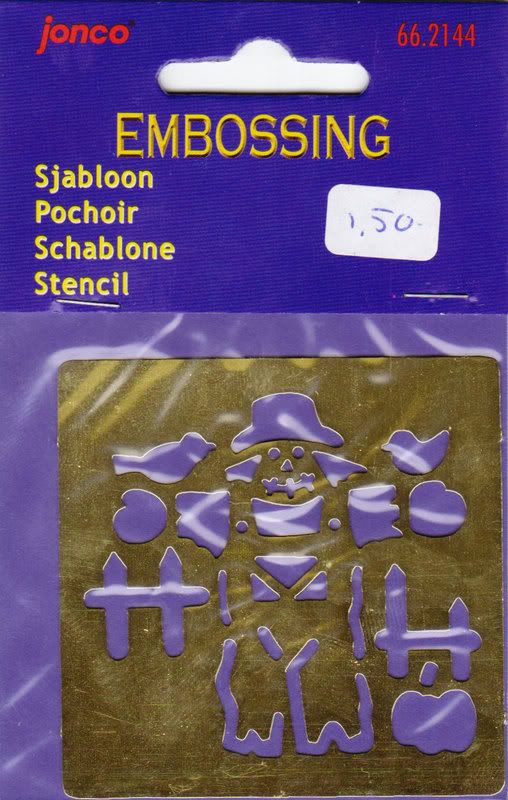 jonco
66.2144
EMBOSSING
Sjabloon
Pochoir
Schablone
Stencil
1,50-